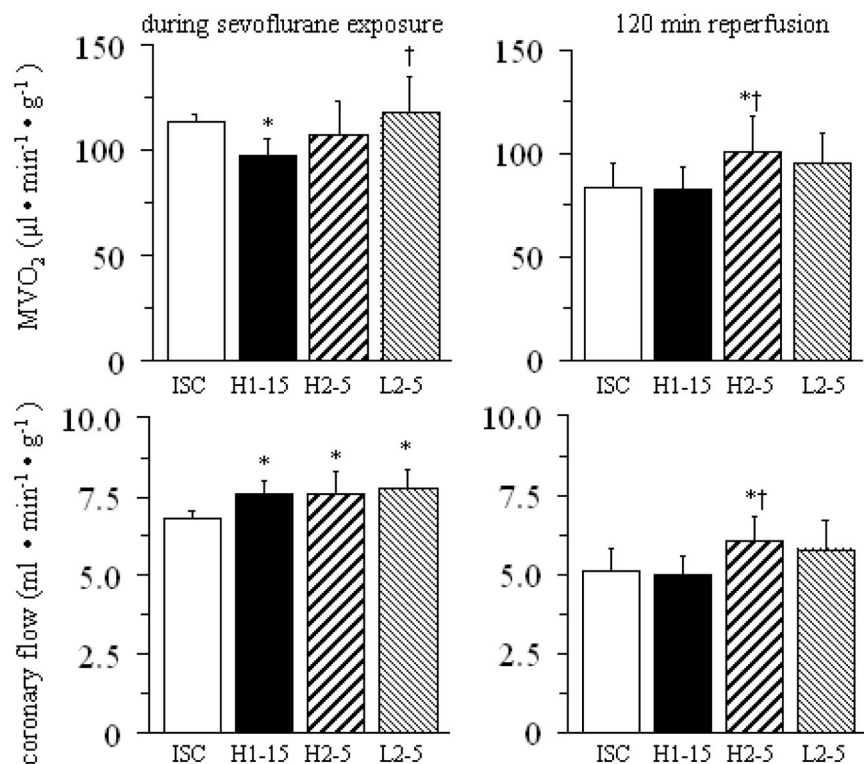 during sevoflurane exposure
120 min reperfusion
MVO₂ (µl • min⁻¹ • g⁻¹)
150
100
50
0
*
†
ISC H1-15 H2-5 L2-5
150
100
50
0
*†
ISC H1-15 H2-5 L2-5
coronary flow (ml • min⁻¹ • g⁻¹)
10.0
7.5
5.0
2.5
0
* * *
ISC H1-15 H2-5 L2-5
10.0
7.5
5.0
2.5
0
*†
ISC H1-15 H2-5 L2-5